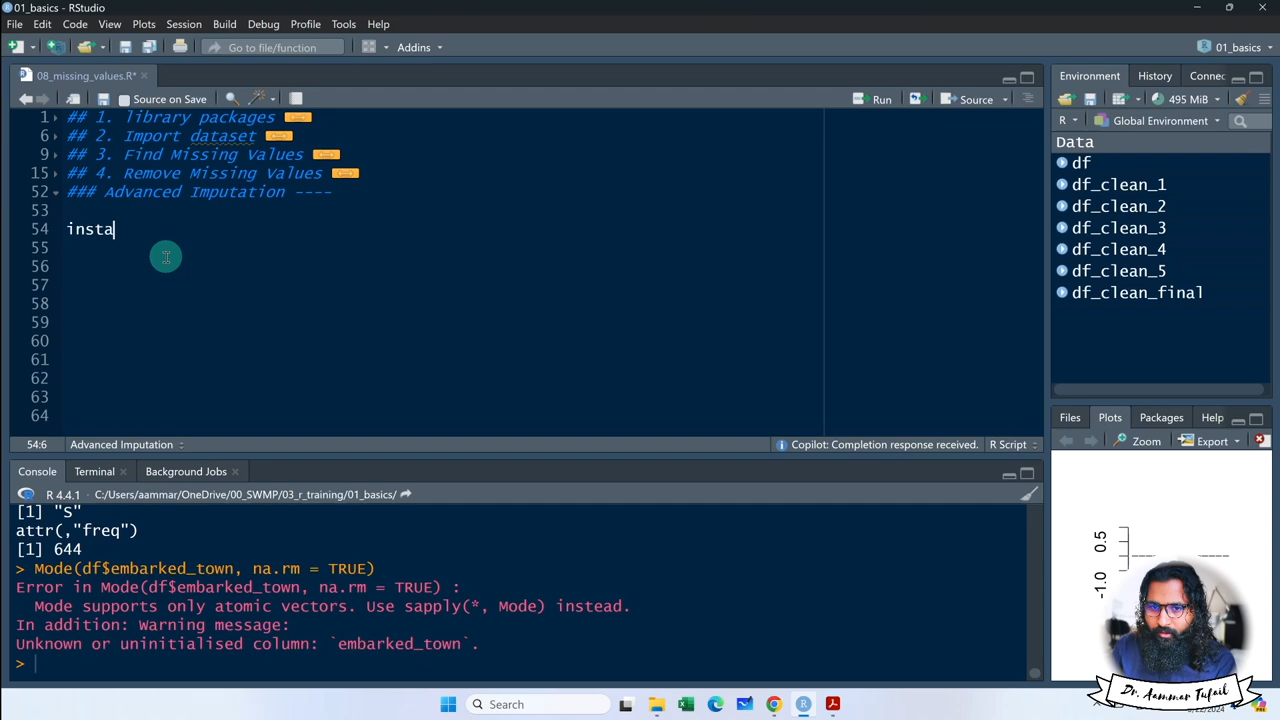 01_basics - RStudio
File Edit Code View Plots Session Build Debug Profile Tools Help
Go to file/function Addins 01_basics
08_missing_values.R*
Source on Save Run Source
1 ## 1. library packages
6 ## 2. Import dataset
9 ## 3. Find Missing Values
15 ## 4. Remove Missing Values
52 ### Advanced Imputation ----
53
54 insta
55
56
57
58
59
60
61
62
63
64
54:6 Advanced Imputation Copilot: Completion response received. R Script
Console Terminal Background Jobs
R 4.4.1 · C:/Users/aammar/OneDrive/00_SWMP/03_r_training/01_basics/
[1] "S"
attr(,"freq")
[1] 644
> Mode(df$embarked_town, na.rm = TRUE)
Error in Mode(df$embarked_town, na.rm = TRUE) :
Mode supports only atomic vectors. Use sapply(*, Mode) instead.
In addition: Warning message:
Unknown or uninitialised column: `embarked_town`.
>
Environment History Connec
495 MiB
R Global Environment
Data
df
df_clean_1
df_clean_2
df_clean_3
df_clean_4
df_clean_5
df_clean_final
Files Plots Packages Help
Zoom Export
0.5
-1.0
Dr. Aammar Tufail
Search